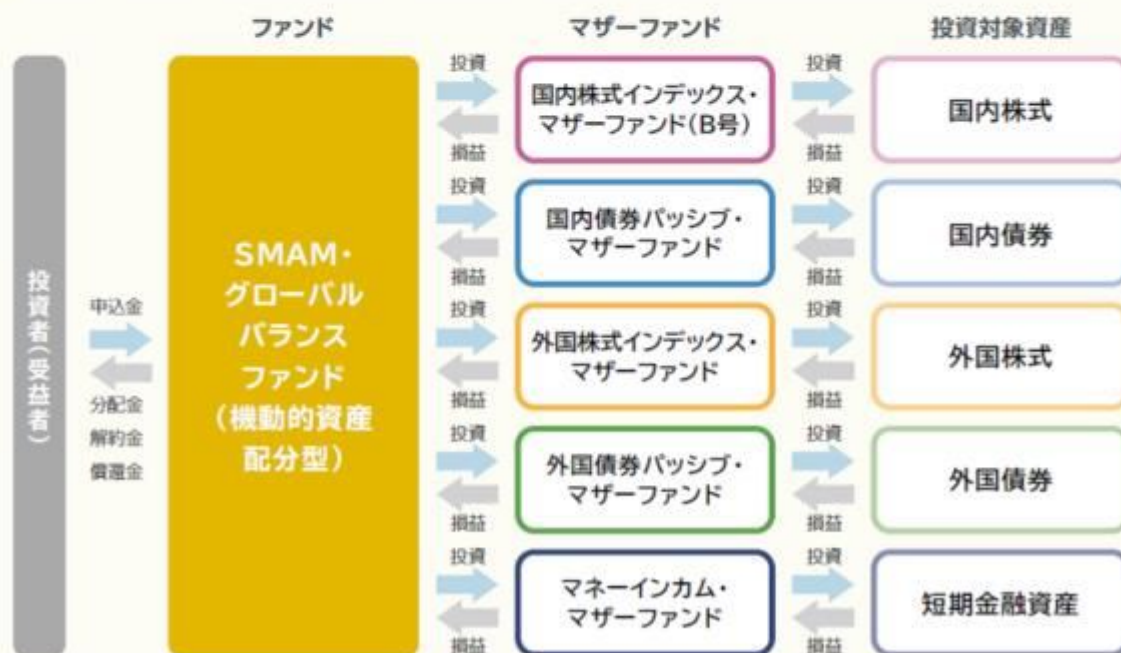 ファンド
マザーファンド
投資対象資産
投資者(受益者)
申込金
分配金
解約金
償還金
SMAM・
グローバル
バランス
ファンド
(機動的資産
配分型)
投資
損益
国内株式インデックス・
マザーファンド(B号)
投資
損益
国内株式
投資
損益
国内債券パッシブ・
マザーファンド
投資
損益
国内債券
投資
損益
外国株式インデックス・
マザーファンド
投資
損益
外国株式
投資
損益
外国債券パッシブ・
マザーファンド
投資
損益
外国債券
投資
損益
マネーインカム・
マザーファンド
投資
損益
短期金融資産